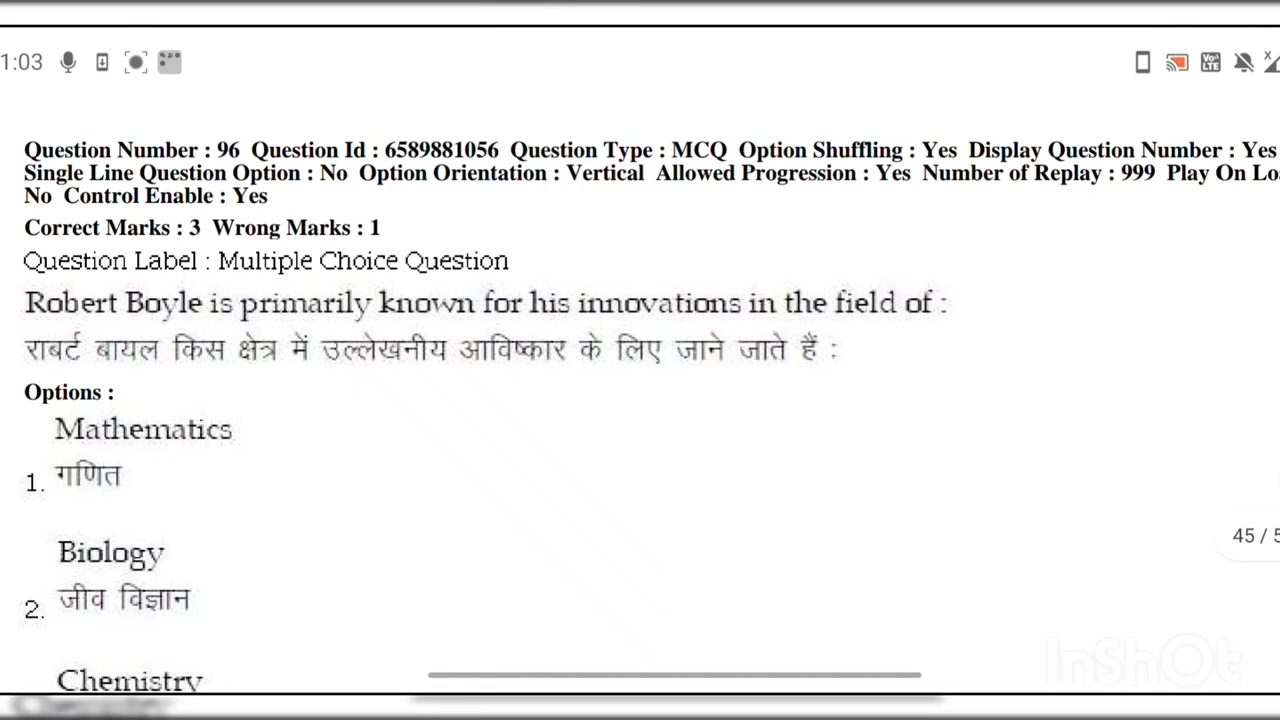 1:03
Question Number : 96 Question Id : 6589881056 Question Type : MCQ Option Shuffling : Yes Display Question Number : Yes
Single Line Question Option : No Option Orientation : Vertical Allowed Progression : Yes Number of Replay : 999 Play On Lo
No Control Enable : Yes
Correct Marks : 3 Wrong Marks : 1
Question Label : Multiple Choice Question
Robert Boyle is primarily known for his innovations in the field of :
राबर्ट बायल किस क्षेत्र में उल्लेखनीय आविष्कार के लिए जाने जाते हैं :
Options :
Mathematics
1. गणित
45 / 5
Biology
2. जीव विज्ञान
Chemistry
InShOt